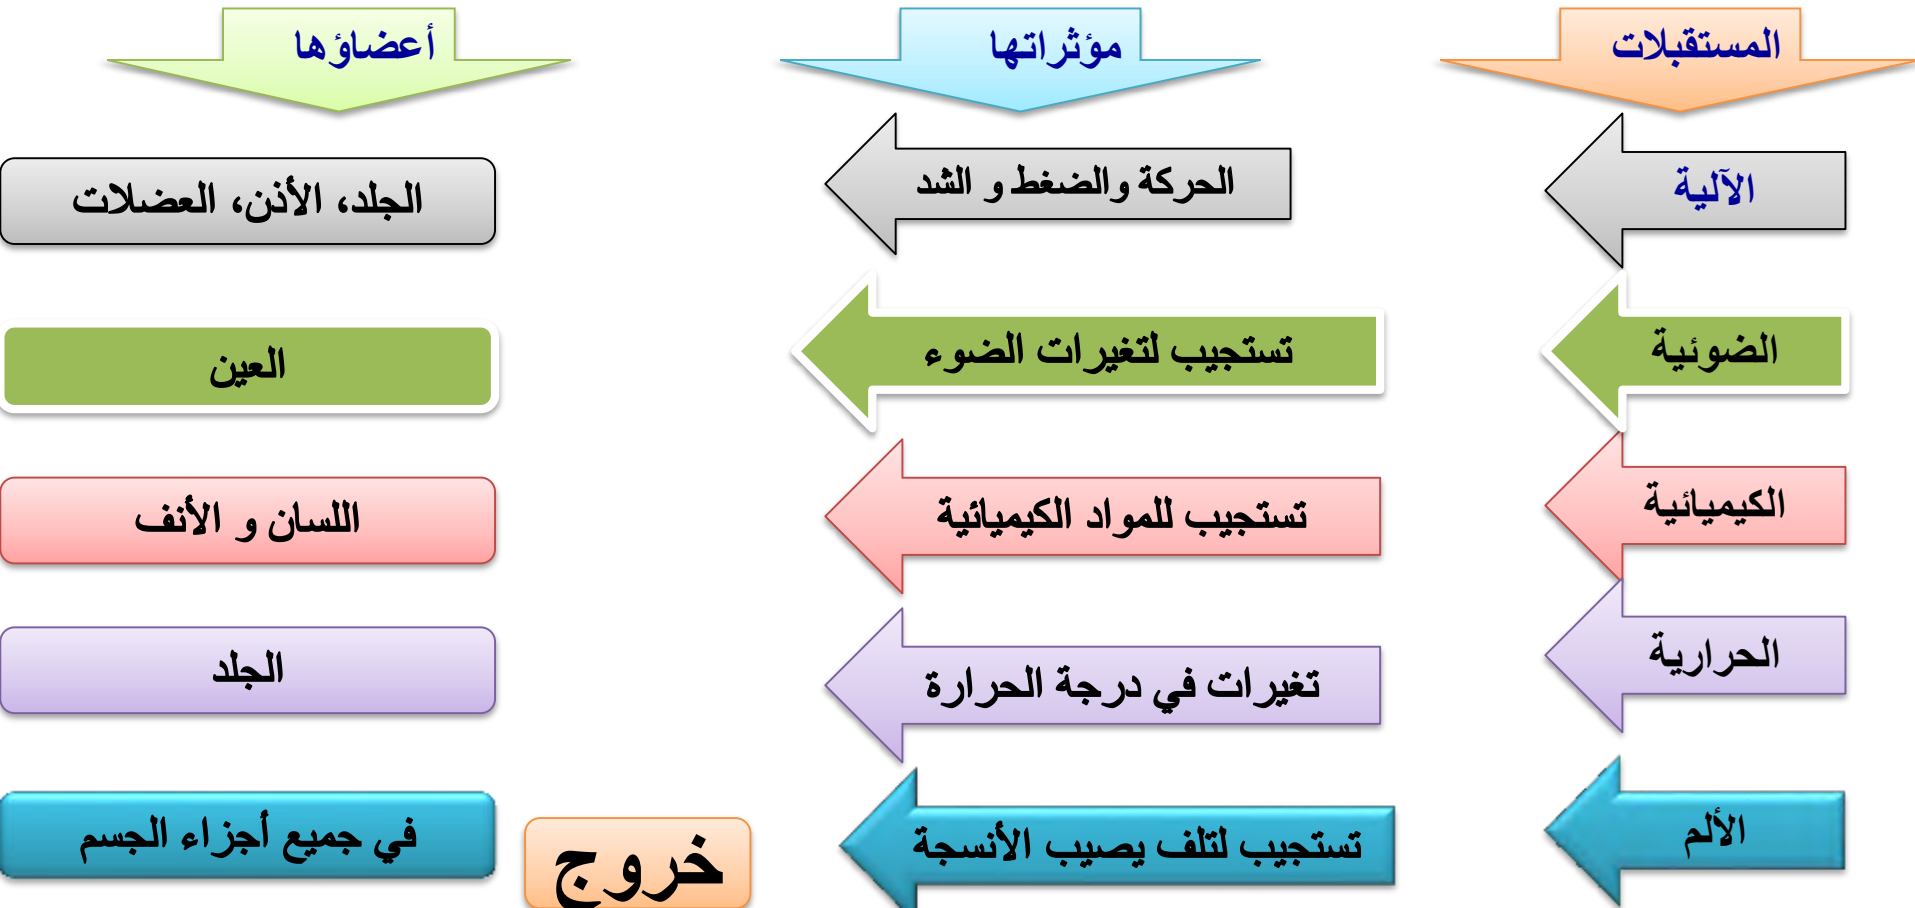 المستقبلات
مؤثراتها
أعضاؤها
الآلية
الحركة والضغط و الشد
الجلد، الأذن، العضلات
الضوئية
تستجيب لتغيرات الضوء
العين
الكيميائية
تستجيب للمواد الكيميائية
اللسان و الأنف
الحرارية
تغيرات في درجة الحرارة
الجلد
الألم
تستجيب لتلف يصيب الأنسجة
في جميع أجزاء الجسم
خروج